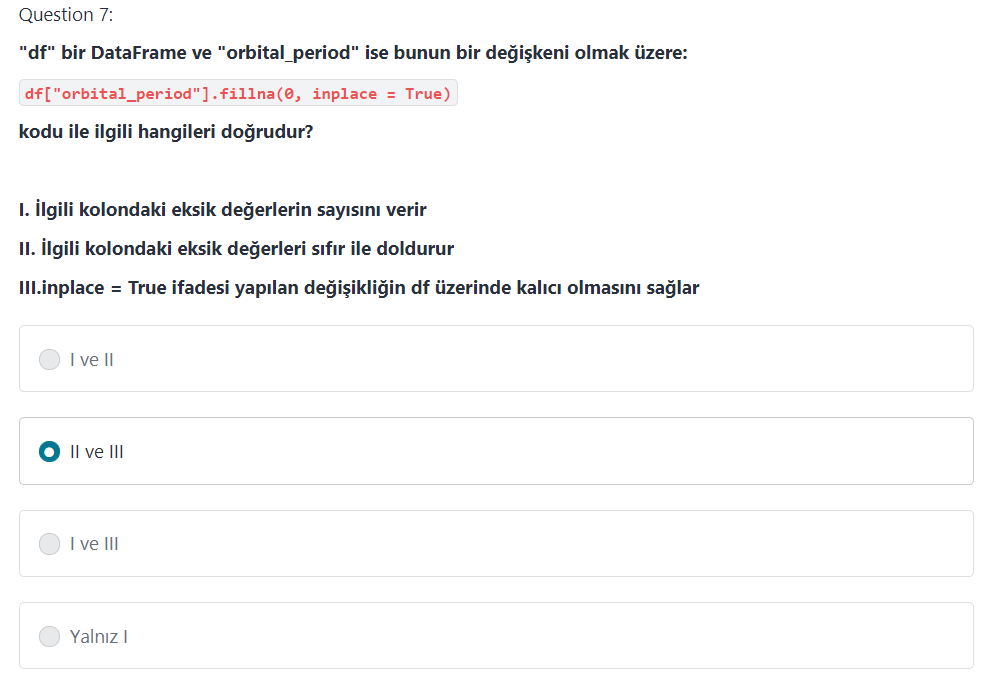 Question 7:
"df" bir DataFrame ve "orbital_period" ise bunun bir değişkeni olmak üzere:
df["orbital_period"].fillna(0, inplace = True)
kodu ile ilgili hangileri doğrudur?
I. İlgili kolondaki eksik değerlerin sayısını verir
II. İlgili kolondaki eksik değerleri sıfır ile doldurur
III.inplace = True ifadesi yapılan değişikliğin df üzerinde kalıcı olmasını sağlar
I ve II
II ve III
I ve III
Yalnız I